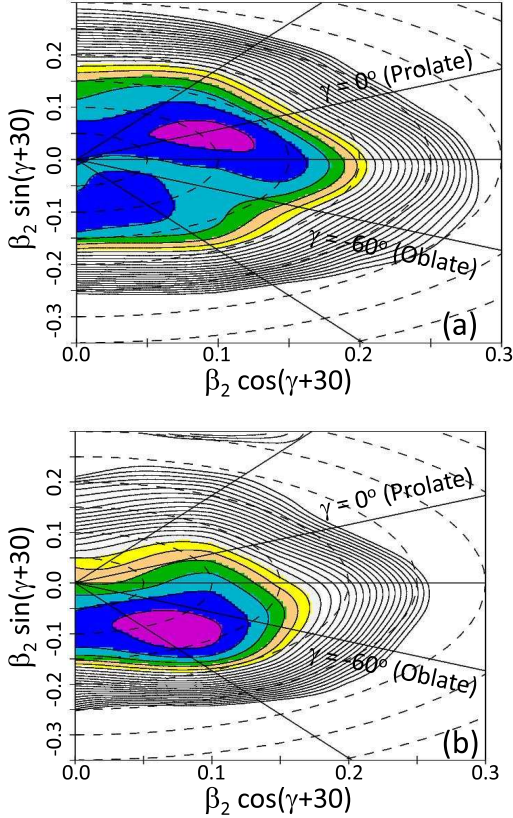 0.2
0.1
0.0
-0.1
-0.2
-0.3
β₂ sin(γ+30)
γ = 0° (Prolate)
γ = -60° (Oblate)
(a)
0.0 0.1 0.2 0.3
β₂ cos(γ+30)
0.2
0.1
0.0
-0.1
-0.2
-0.3
β₂ sin(γ+30)
γ = 0° (Prolate)
γ = -60° (Oblate)
(b)
0.0 0.1 0.2 0.3
β₂ cos(γ+30)